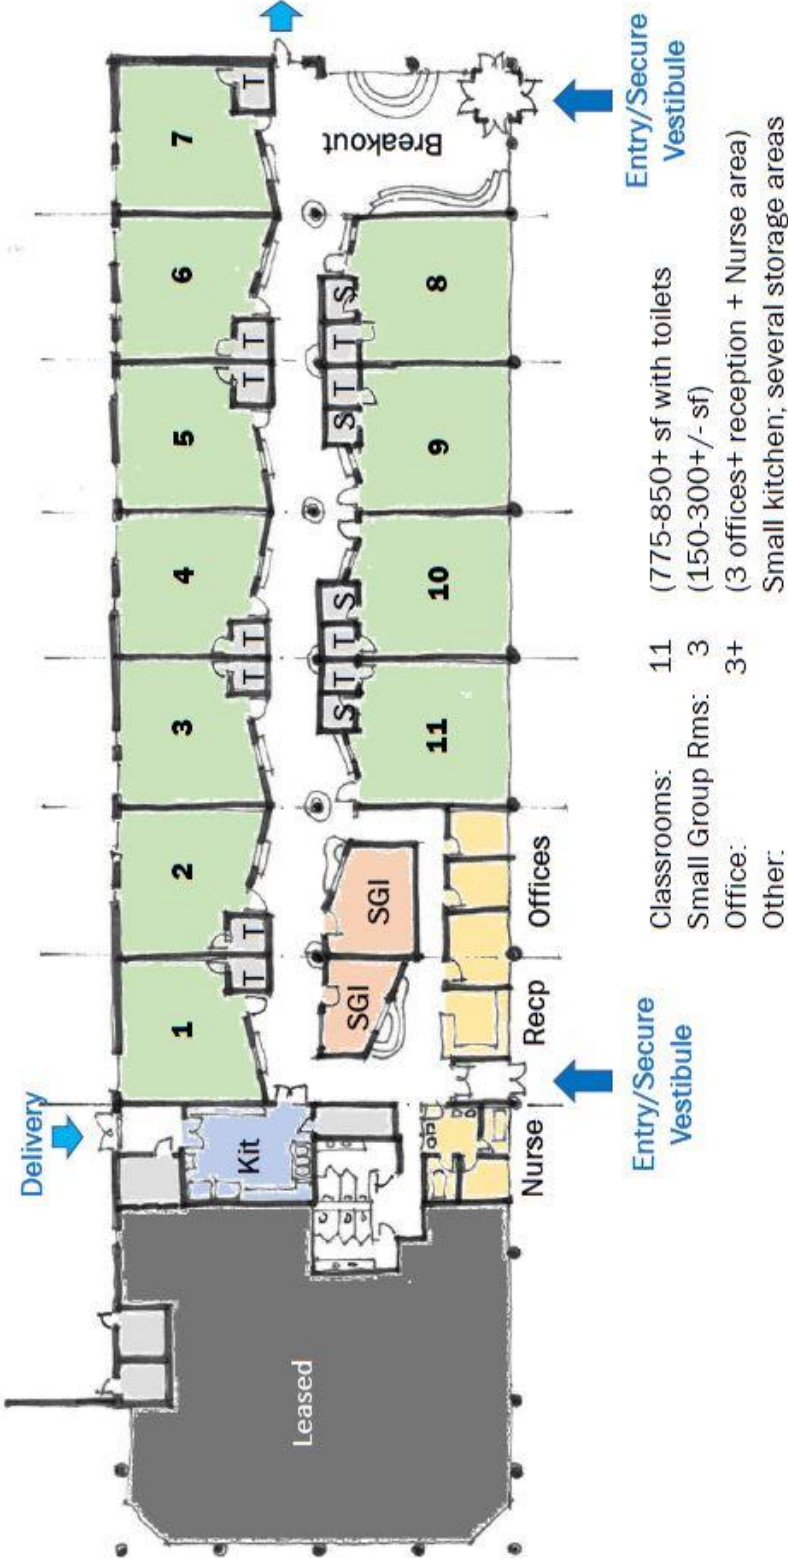 Delivery
1
2
3
4
5
6
7
T
T
T
T
T
T
T
Kit
SGI
SGI
S
T
T
S
S
T
T
S
Breakout
Leased
11
10
9
8
Nurse
Recp
Offices
Entry/Secure
Vestibule
Entry/Secure
Vestibule
Classrooms: 11 (775-850+ sf with toilets
Small Group Rms: 3 (150-300+/- sf)
Office: 3+ (3 offices+ reception + Nurse area)
Other: Small kitchen; several storage areas